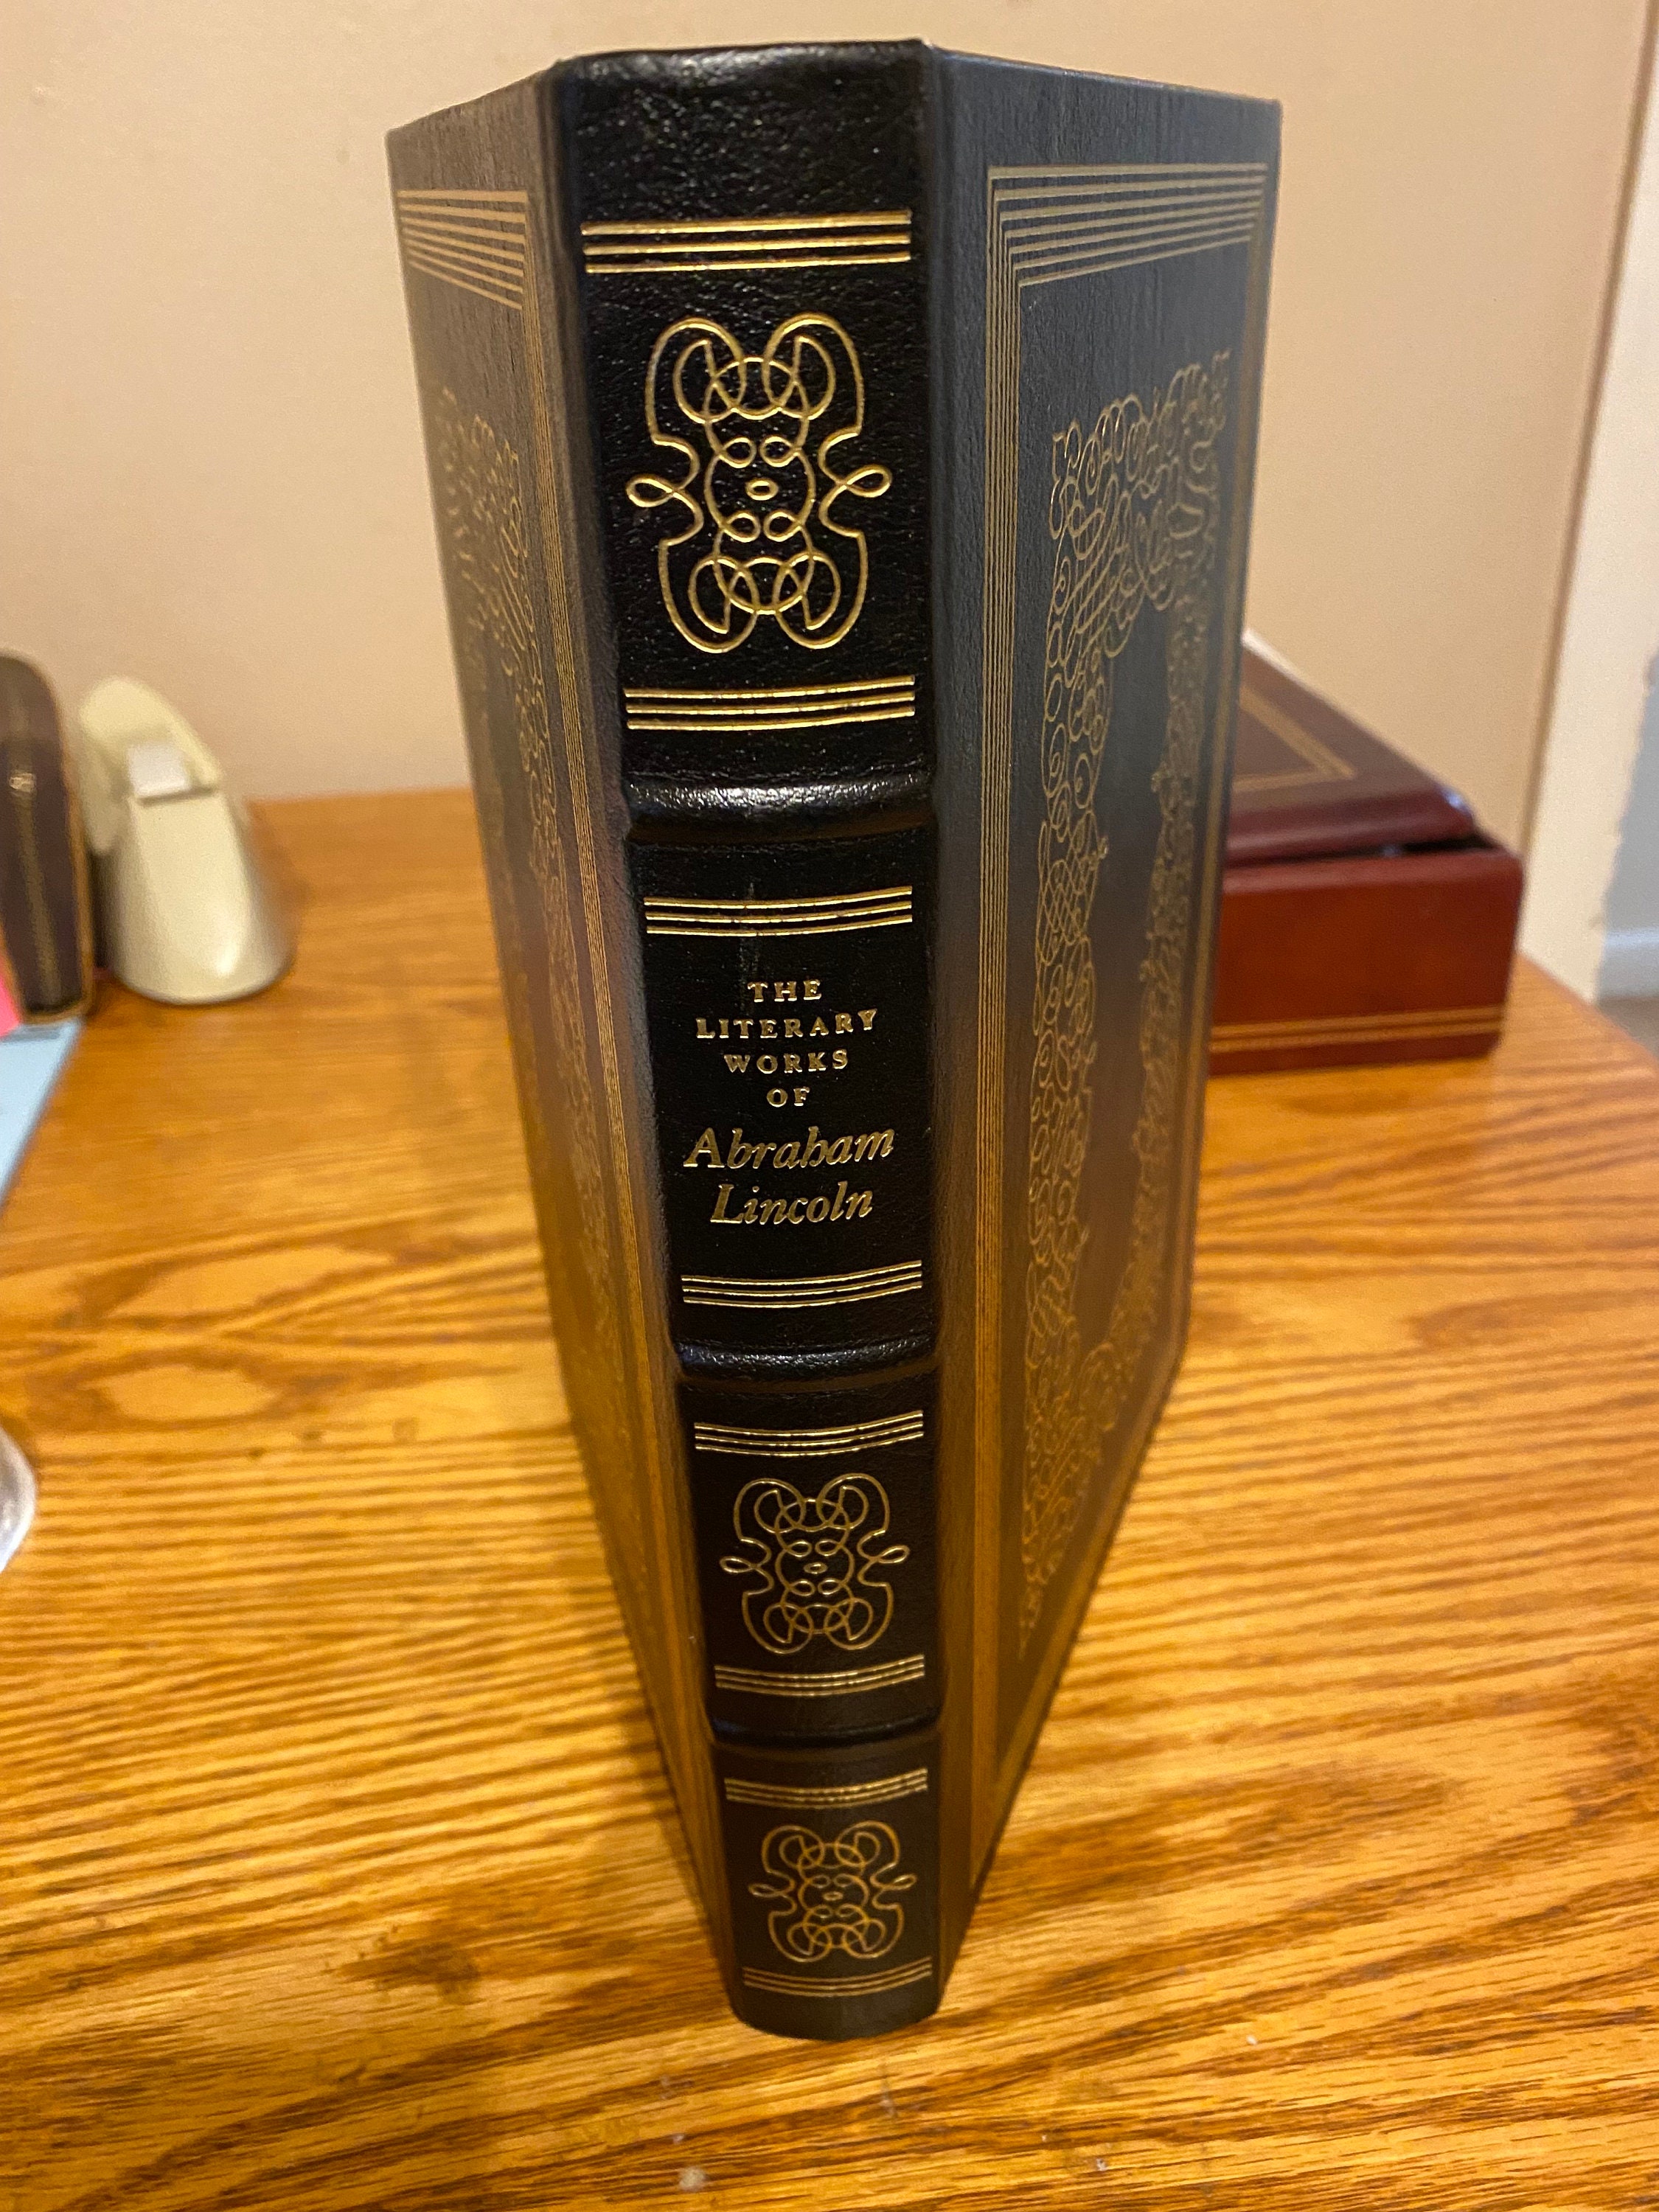 THE
LITERARY
WORKS
OF
Abraham
Lincoln